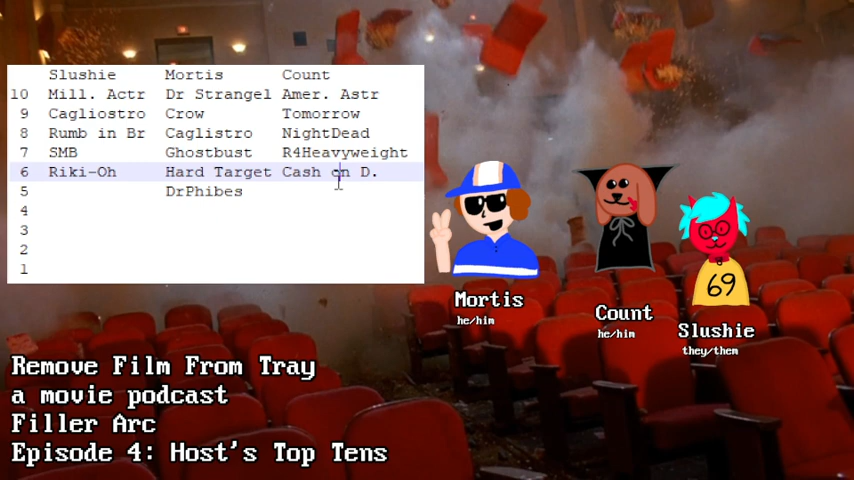 Slushie Mortis Count
10 Mill. Actr Dr Strangel Amer. Astr
9 Cagliostro Crow Tomorrow
8 Rumb in Br Caglistro NightDead
7 SMB Ghostbust R4Heavyweight
6 Riki-Oh Hard Target Cash on D.
5 DrPhibes
4
3
2
1
69
Mortis
he/him
Count
he/him
Slushie
they/them
Remove Film From Tray
a movie podcast
Filler Arc
Episode 4: Host's Top Tens